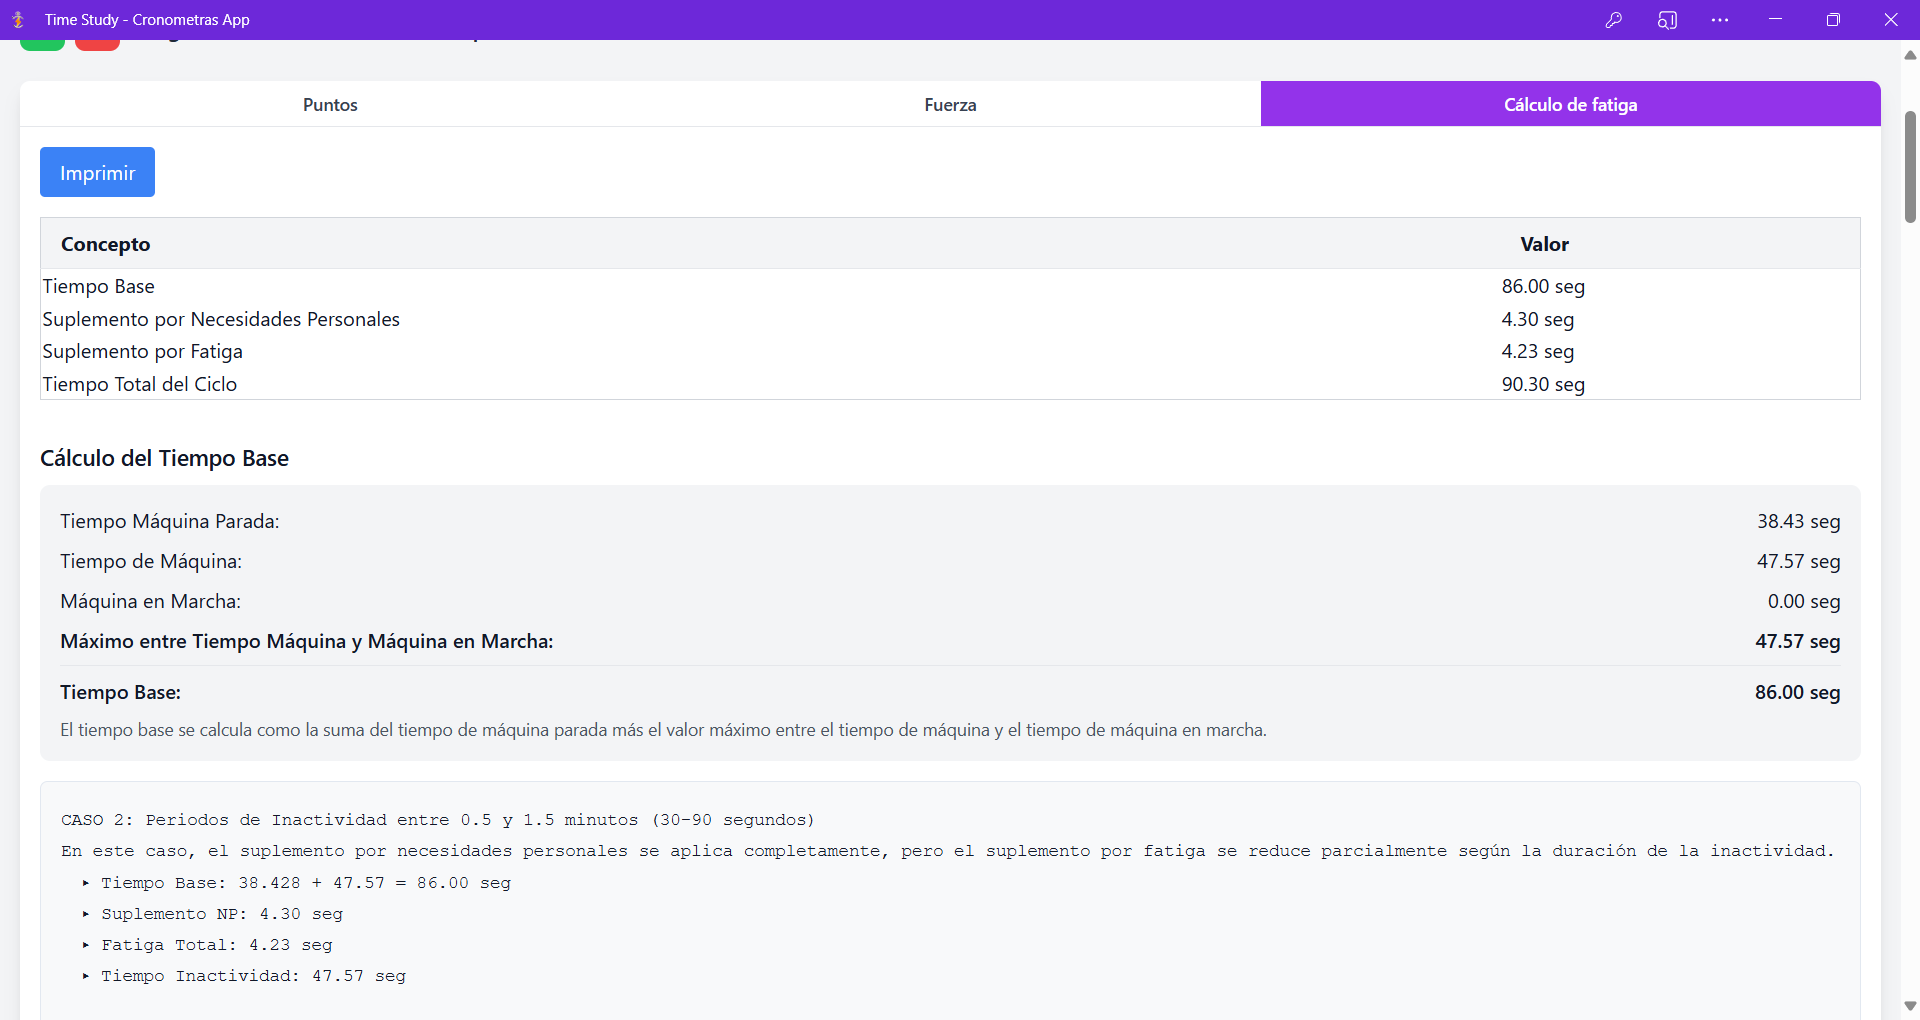 Time Study - Cronometras App
Puntos Fuerza Cálculo de fatiga
Imprimir
Concepto Valor
Tiempo Base 86.00 seg
Suplemento por Necesidades Personales 4.30 seg
Suplemento por Fatiga 4.23 seg
Tiempo Total del Ciclo 90.30 seg
Cálculo del Tiempo Base
Tiempo Máquina Parada: 38.43 seg
Tiempo de Máquina: 47.57 seg
Máquina en Marcha: 0.00 seg
Máximo entre Tiempo Máquina y Máquina en Marcha: 47.57 seg
Tiempo Base: 86.00 seg
El tiempo base se calcula como la suma del tiempo de máquina parada más el valor máximo entre el tiempo de máquina y el tiempo de máquina en marcha.
CASO 2: Periodos de Inactividad entre 0.5 y 1.5 minutos (30-90 segundos)
En este caso, el suplemento por necesidades personales se aplica completamente, pero el suplemento por fatiga se reduce parcialmente según la duración de la inactividad.
‣ Tiempo Base: 38.428 + 47.57 = 86.00 seg
‣ Suplemento NP: 4.30 seg
‣ Fatiga Total: 4.23 seg
‣ Tiempo Inactividad: 47.57 seg